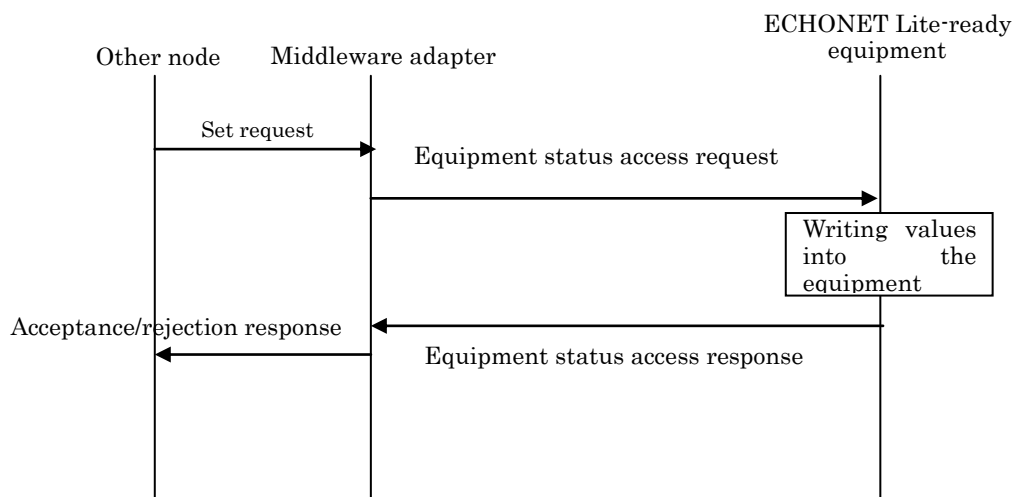 ECHONET Lite-ready
equipment
Other node
Middleware adapter
Set request
Equipment status access request
Writing values
into the
equipment
Acceptance/rejection response
Equipment status access response